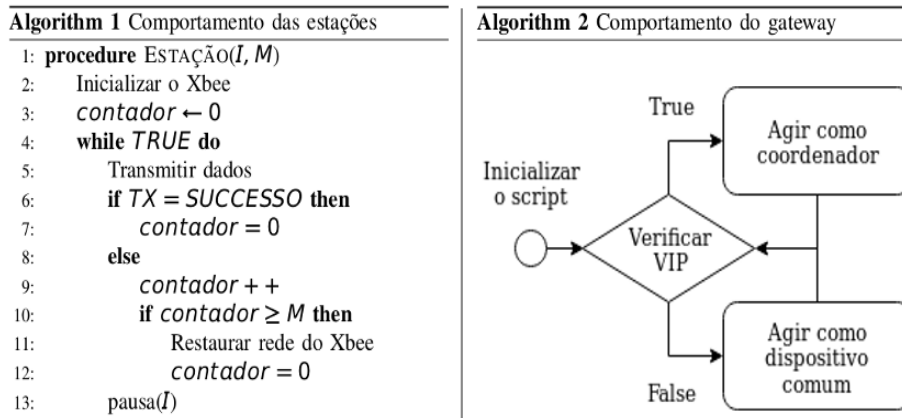 Algorithm 1 Comportamento das estações
1: procedure ESTAÇÃO(I, M)
2: Inicializar o Xbee
3: contador ← 0
4: while TRUE do
5: Transmitir dados
6: if TX = SUCCESSO then
7: contador = 0
8: else
9: contador + +
10: if contador ≥ M then
11: Restaurar rede do Xbee
12: contador = 0
13: pausa(I)
Algorithm 2 Comportamento do gateway
Inicializar
o script
Verificar
VIP
True
Agir como
coordenador
False
Agir como
dispositivo
comum